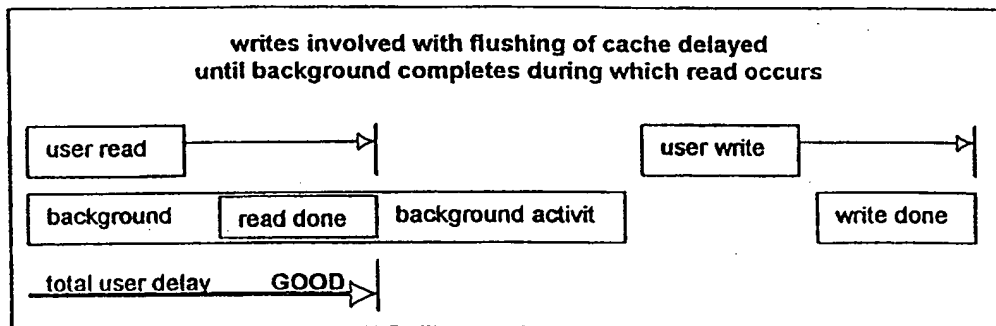 writes involved with flushing of cache delayed
until background completes during which read occurs
user read
user write
background
read done
background activit
write done
total user delay GOOD